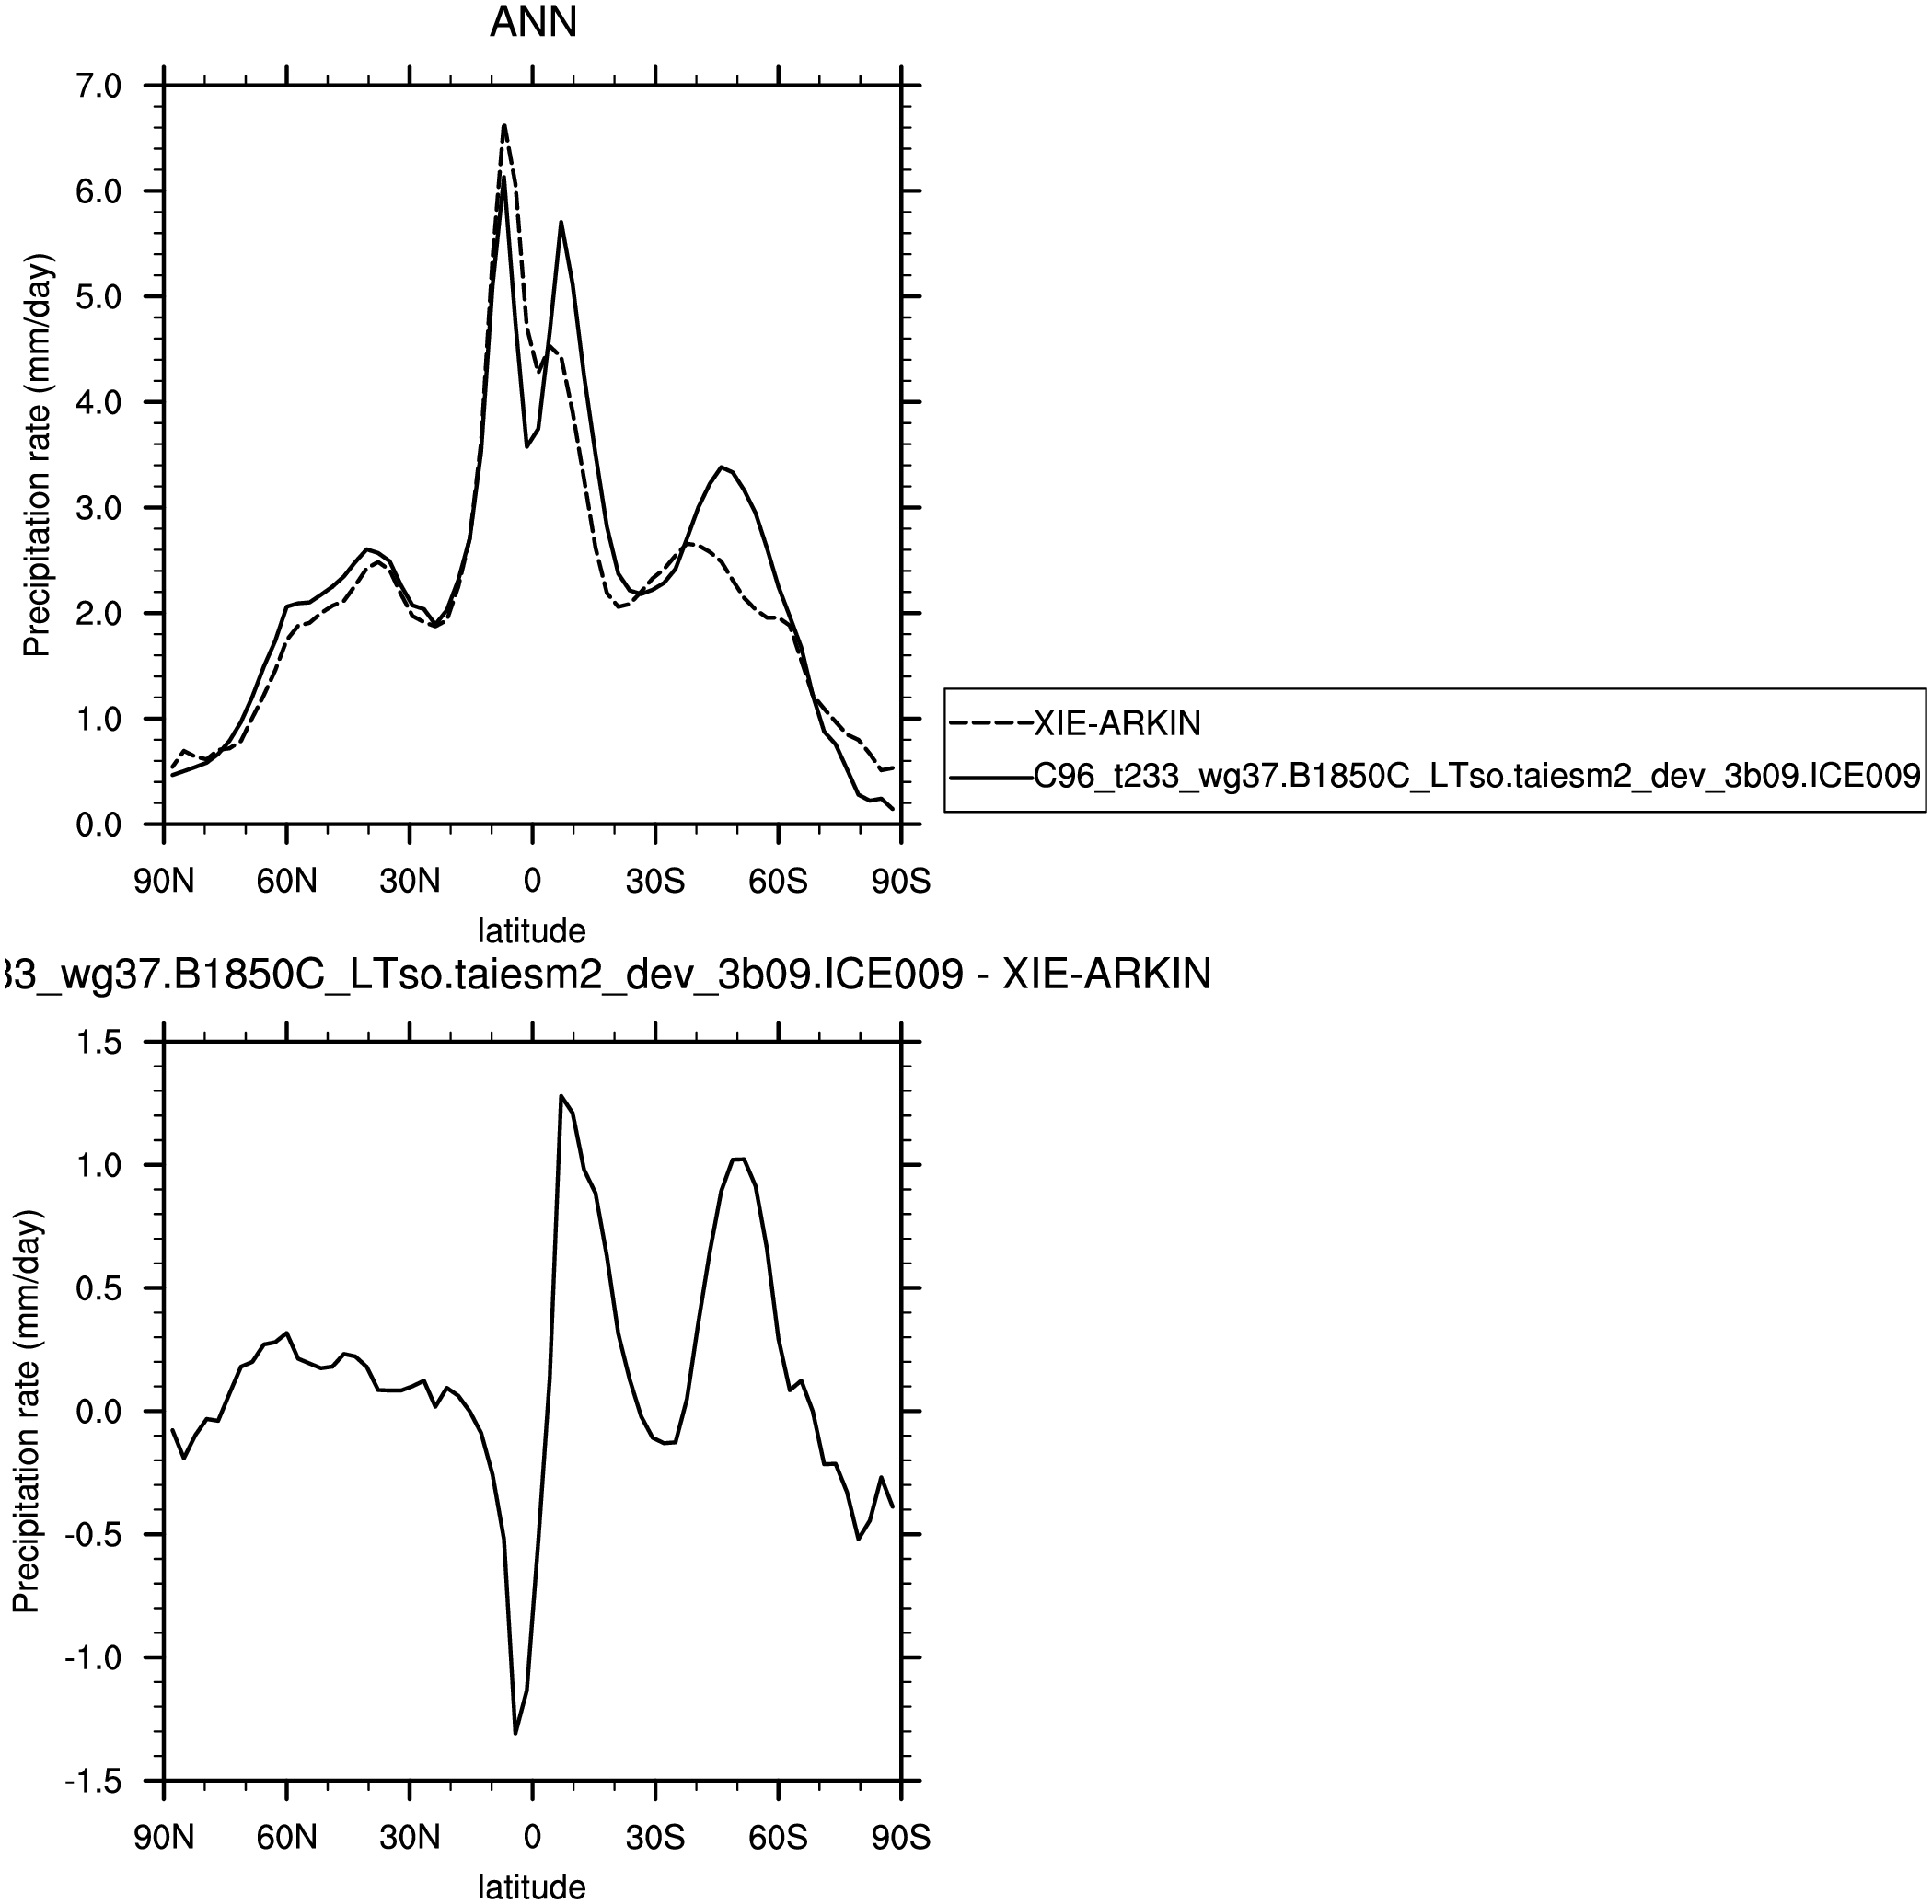 ANN
7.0
6.0
5.0
4.0
3.0
2.0
1.0
0.0
Precipitation rate (mm/day)
90N 60N 30N 0 30S 60S 90S
latitude
XIE-ARKIN
C96_t233_wg37.B1850C_LTso.taiesm2_dev_3b09.ICE009
33_wg37.B1850C_LTso.taiesm2_dev_3b09.ICE009 - XIE-ARKIN
1.5
1.0
0.5
0.0
-0.5
-1.0
-1.5
Precipitation rate (mm/day)
90N 60N 30N 0 30S 60S 90S
latitude